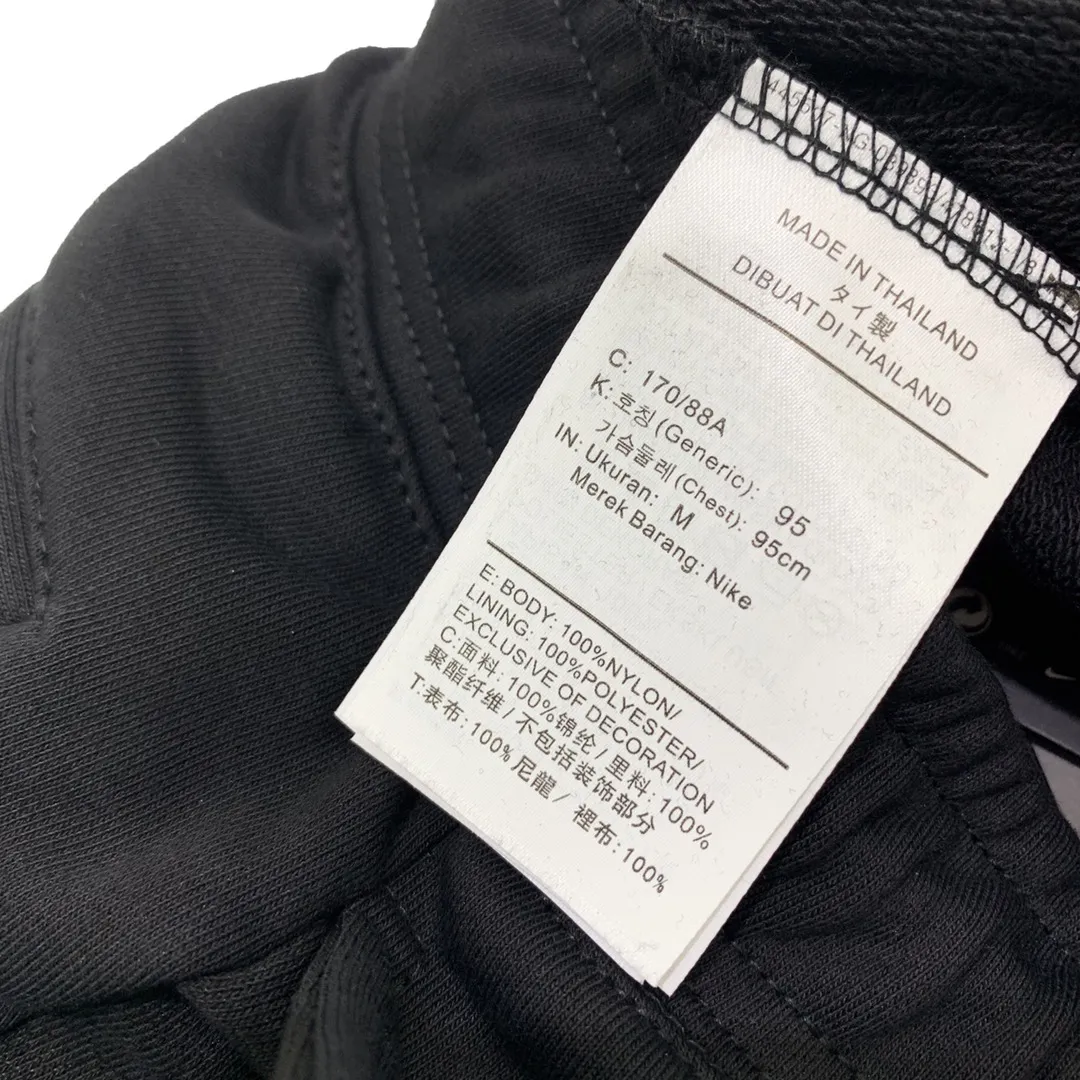 MADE IN THAILAND
タイ製
DIBUAT DI THAILAND
C: 170/88A
K: 호칭(Generic): 95
가슴둘레(Chest): 95cm
IN: Ukuran: M
Merek Barang: Nike
E: BODY: 100%NYLON/
LINING: 100%POLYESTER/
EXCLUSIVE OF DECORATION
C:面料: 100%锦纶/里料: 100%
聚酯纤维/不包括装饰部分
T:表布:100%尼龍/裡布:100%